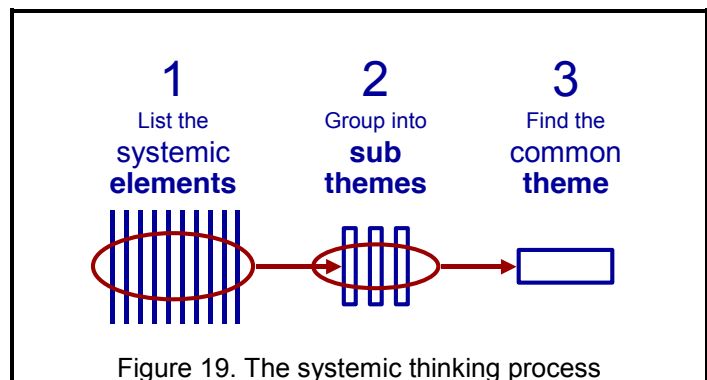 1
List the
systemic
elements
2
Group into
sub
themes
3
Find the
common
theme
Figure 19. The systemic thinking process